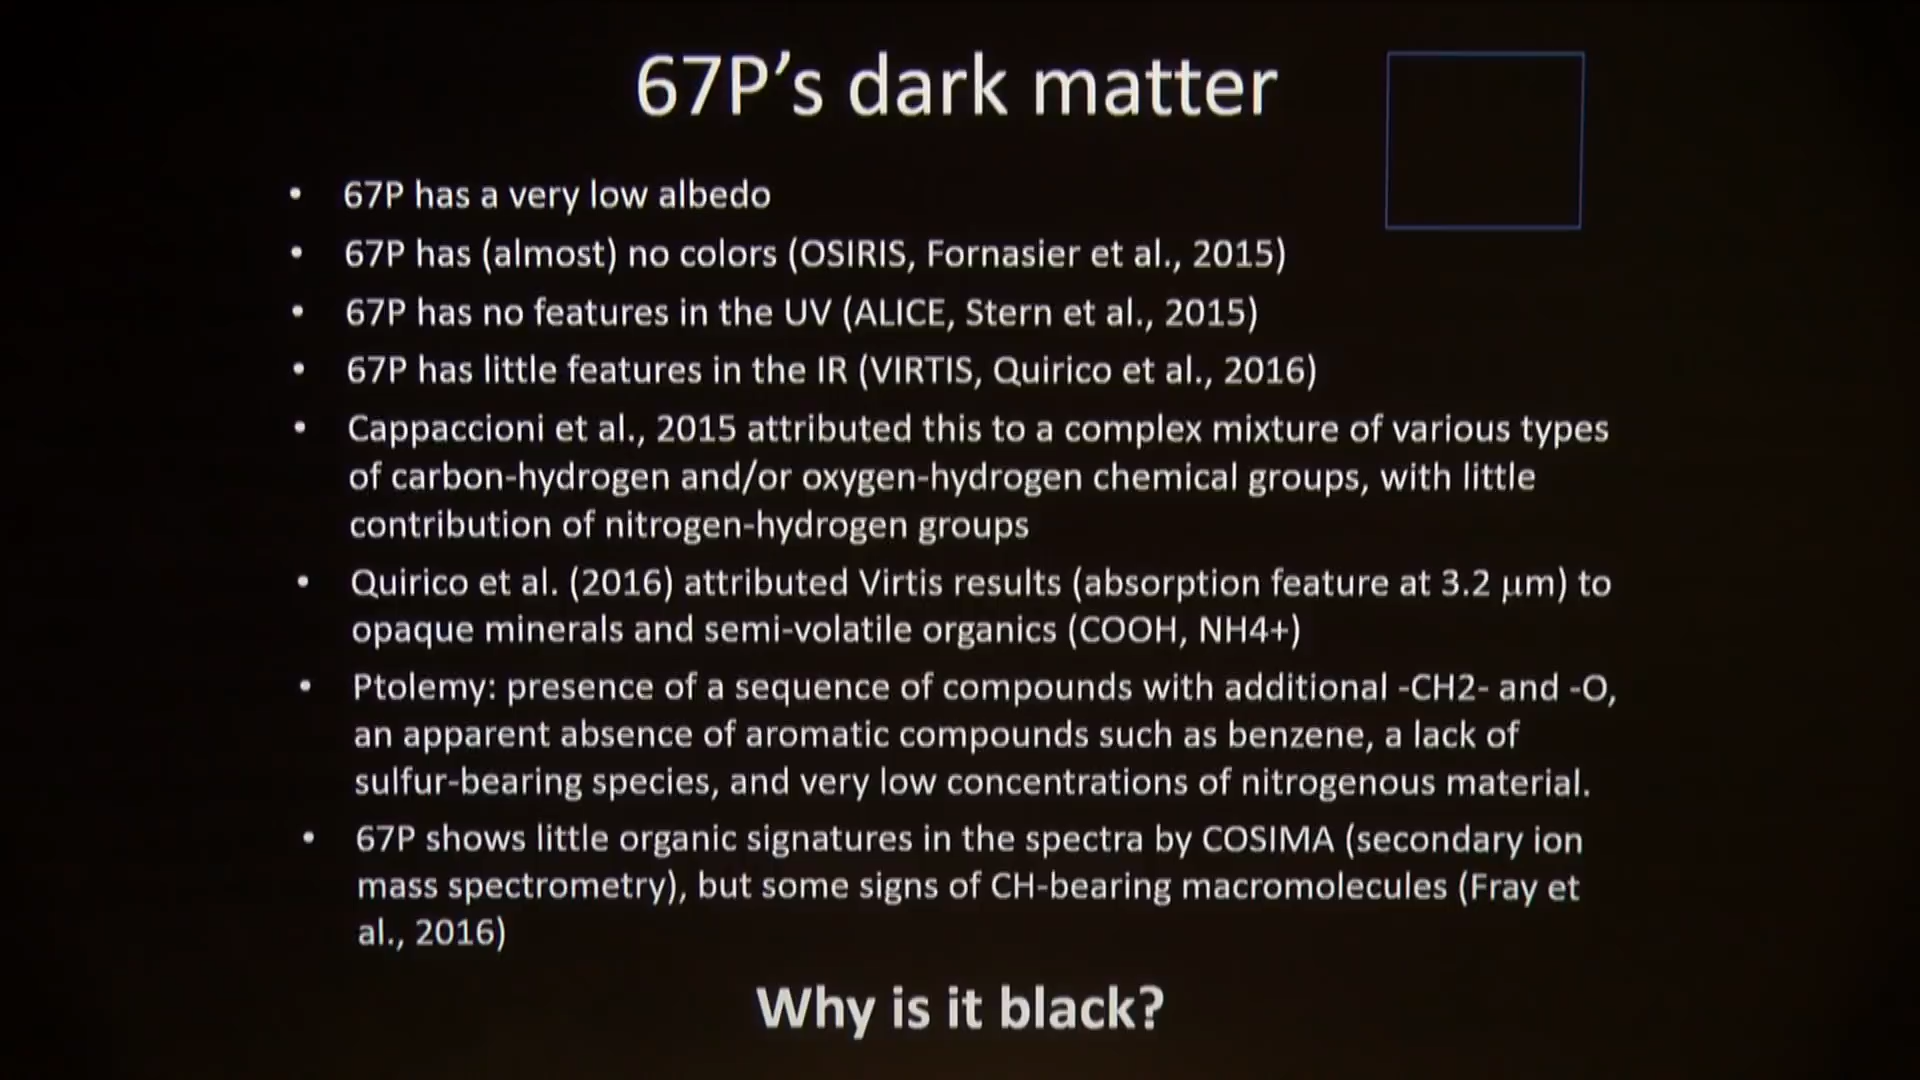 67P’s dark matter
• 67P has a very low albedo
• 67P has (almost) no colors (OSIRIS, Fornasier et al., 2015)
• 67P has no features in the UV (ALICE, Stern et al., 2015)
• 67P has little features in the IR (VIRTIS, Quirico et al., 2016)
• Cappaccioni et al., 2015 attributed this to a complex mixture of various types
of carbon-hydrogen and/or oxygen-hydrogen chemical groups, with little
contribution of nitrogen-hydrogen groups
• Quirico et al. (2016) attributed Virtis results (absorption feature at 3.2 µm) to
opaque minerals and semi-volatile organics (COOH, NH4+)
• Ptolemy: presence of a sequence of compounds with additional -CH2- and -O,
an apparent absence of aromatic compounds such as benzene, a lack of
sulfur-bearing species, and very low concentrations of nitrogenous material.
• 67P shows little organic signatures in the spectra by COSIMA (secondary ion
mass spectrometry), but some signs of CH-bearing macromolecules (Fray et
al., 2016)
Why is it black?